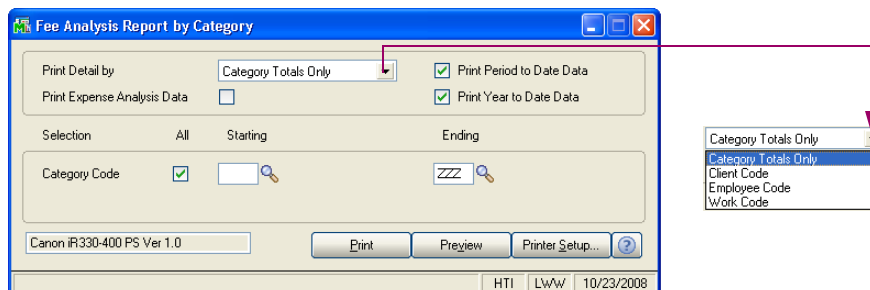 Fee Analysis Report by Category
Print Detail by Category Totals Only Print Period to Date Data
Print Expense Analysis Data Print Year to Date Data
Selection All Starting Ending
Category Code ZZZ
Canon iR330-400 PS Ver 1.0 Print Preview Printer Setup... ?
HTI LWW 10/23/2008
Category Totals Only
Category Totals Only
Client Code
Employee Code
Work Code